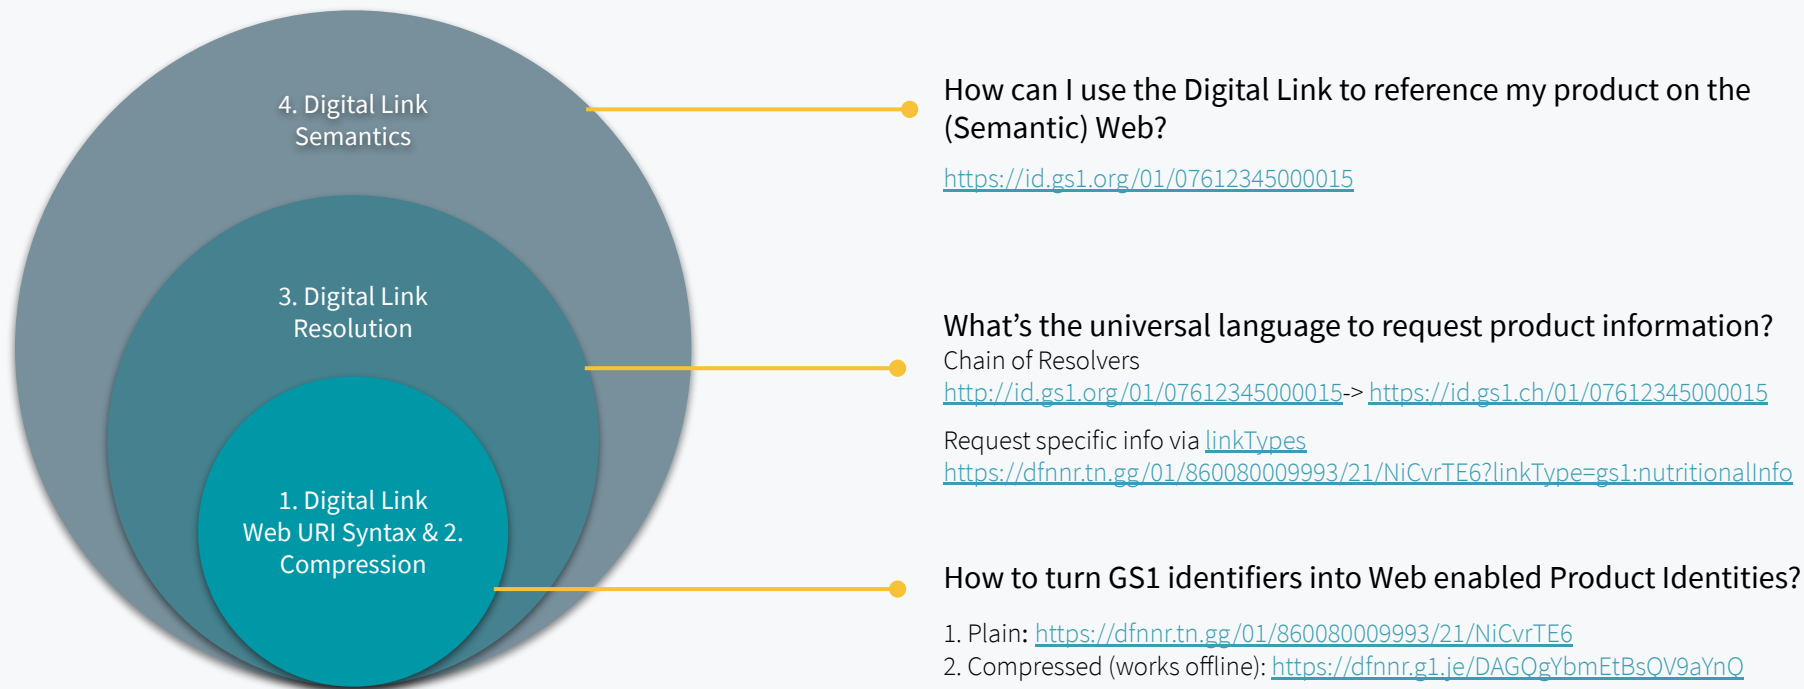 4. Digital Link
Semantics
3. Digital Link
Resolution
1. Digital Link
Web URI Syntax & 2.
Compression
How can I use the Digital Link to reference my product on the
(Semantic) Web?
https://id.gs1.org/01/07612345000015
What’s the universal language to request product information?
Chain of Resolvers
http://id.gs1.org/01/07612345000015-> https://id.gs1.ch/01/07612345000015
Request specific info via linkTypes
https://dfnnr.tn.gg/01/860080009993/21/NiCvrTE6?linkType=gs1:nutritionalInfo
How to turn GS1 identifiers into Web enabled Product Identities?
1. Plain: https://dfnnr.tn.gg/01/860080009993/21/NiCvrTE6
2. Compressed (works offline): https://dfnnr.g1.je/DAGQgYbmEtBsQV9aYnQ